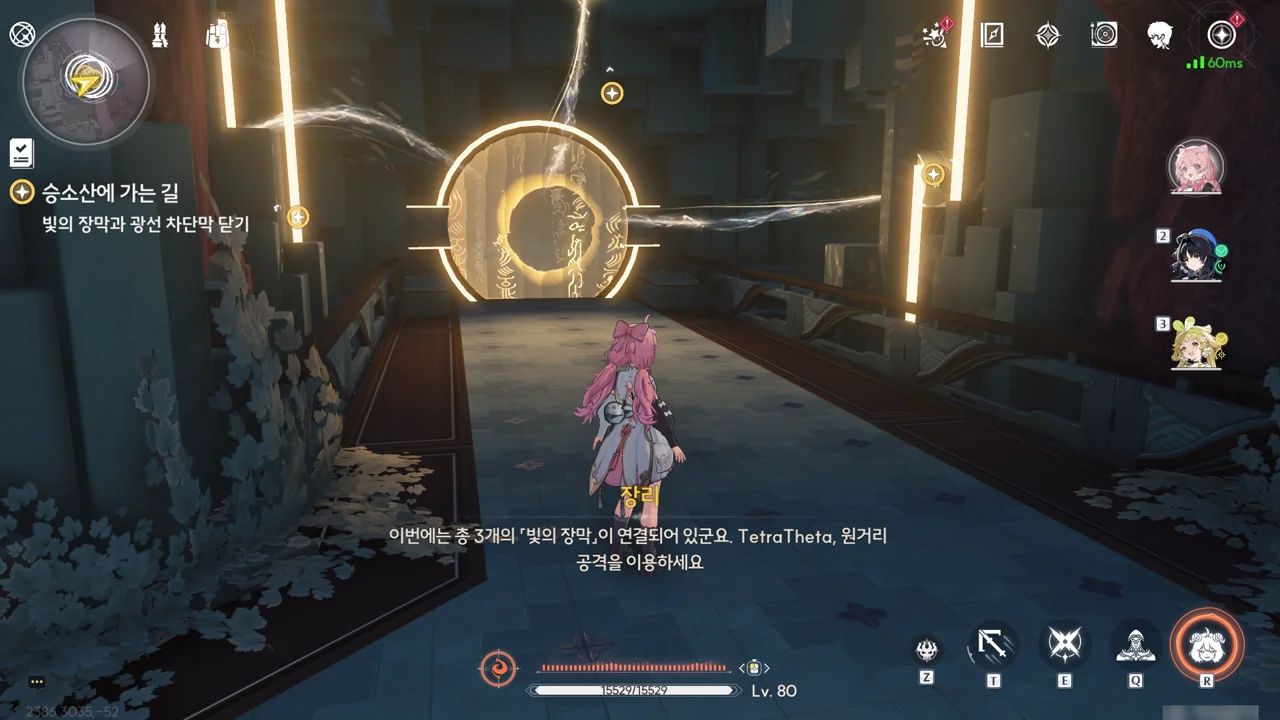 60ms
승소산에 가는 길
빛의 장막과 광선 차단막 닫기
2
3
장리
이번에는 총 3개의 「빛의 장막」이 연결되어 있군요. TetraTheta, 원거리
공격을 이용하세요
Z
T
E
Q
R
15529/15529
Lv. 80
2386,3035,-52